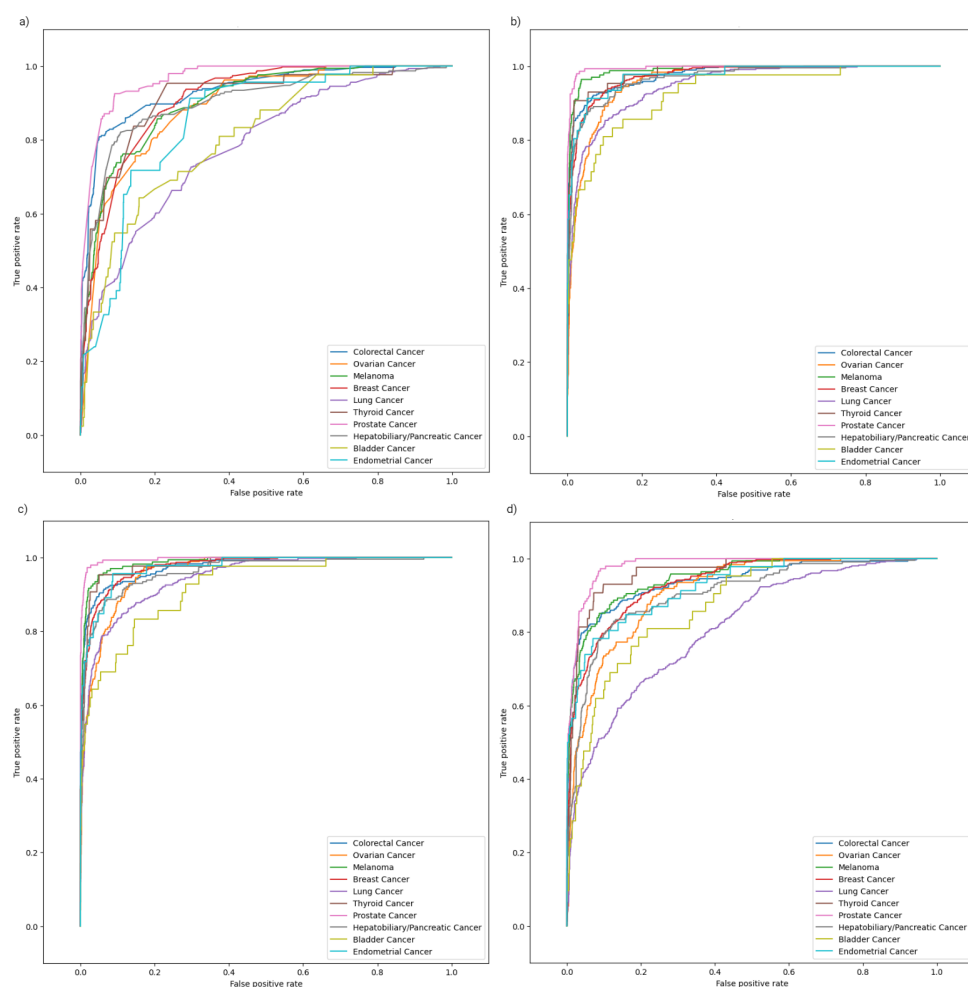 a)
1.0
0.8
0.6
0.4
0.2
0.0
True positive rate
0.0 0.2 0.4 0.6 0.8 1.0
False positive rate
Colorectal Cancer
Ovarian Cancer
Melanoma
Breast Cancer
Lung Cancer
Thyroid Cancer
Prostate Cancer
Hepatobiliary/Pancreatic Cancer
Bladder Cancer
Endometrial Cancer
b)
1.0
0.8
0.6
0.4
0.2
0.0
True positive rate
0.0 0.2 0.4 0.6 0.8 1.0
False positive rate
Colorectal Cancer
Ovarian Cancer
Melanoma
Breast Cancer
Lung Cancer
Thyroid Cancer
Prostate Cancer
Hepatobiliary/Pancreatic Cancer
Bladder Cancer
Endometrial Cancer
c)
1.0
0.8
0.6
0.4
0.2
0.0
True positive rate
0.0 0.2 0.4 0.6 0.8 1.0
False positive rate
Colorectal Cancer
Ovarian Cancer
Melanoma
Breast Cancer
Lung Cancer
Thyroid Cancer
Prostate Cancer
Hepatobiliary/Pancreatic Cancer
Bladder Cancer
Endometrial Cancer
d)
1.0
0.8
0.6
0.4
0.2
0.0
True positive rate
0.0 0.2 0.4 0.6 0.8 1.0
False positive rate
Colorectal Cancer
Ovarian Cancer
Melanoma
Breast Cancer
Lung Cancer
Thyroid Cancer
Prostate Cancer
Hepatobiliary/Pancreatic Cancer
Bladder Cancer
Endometrial Cancer